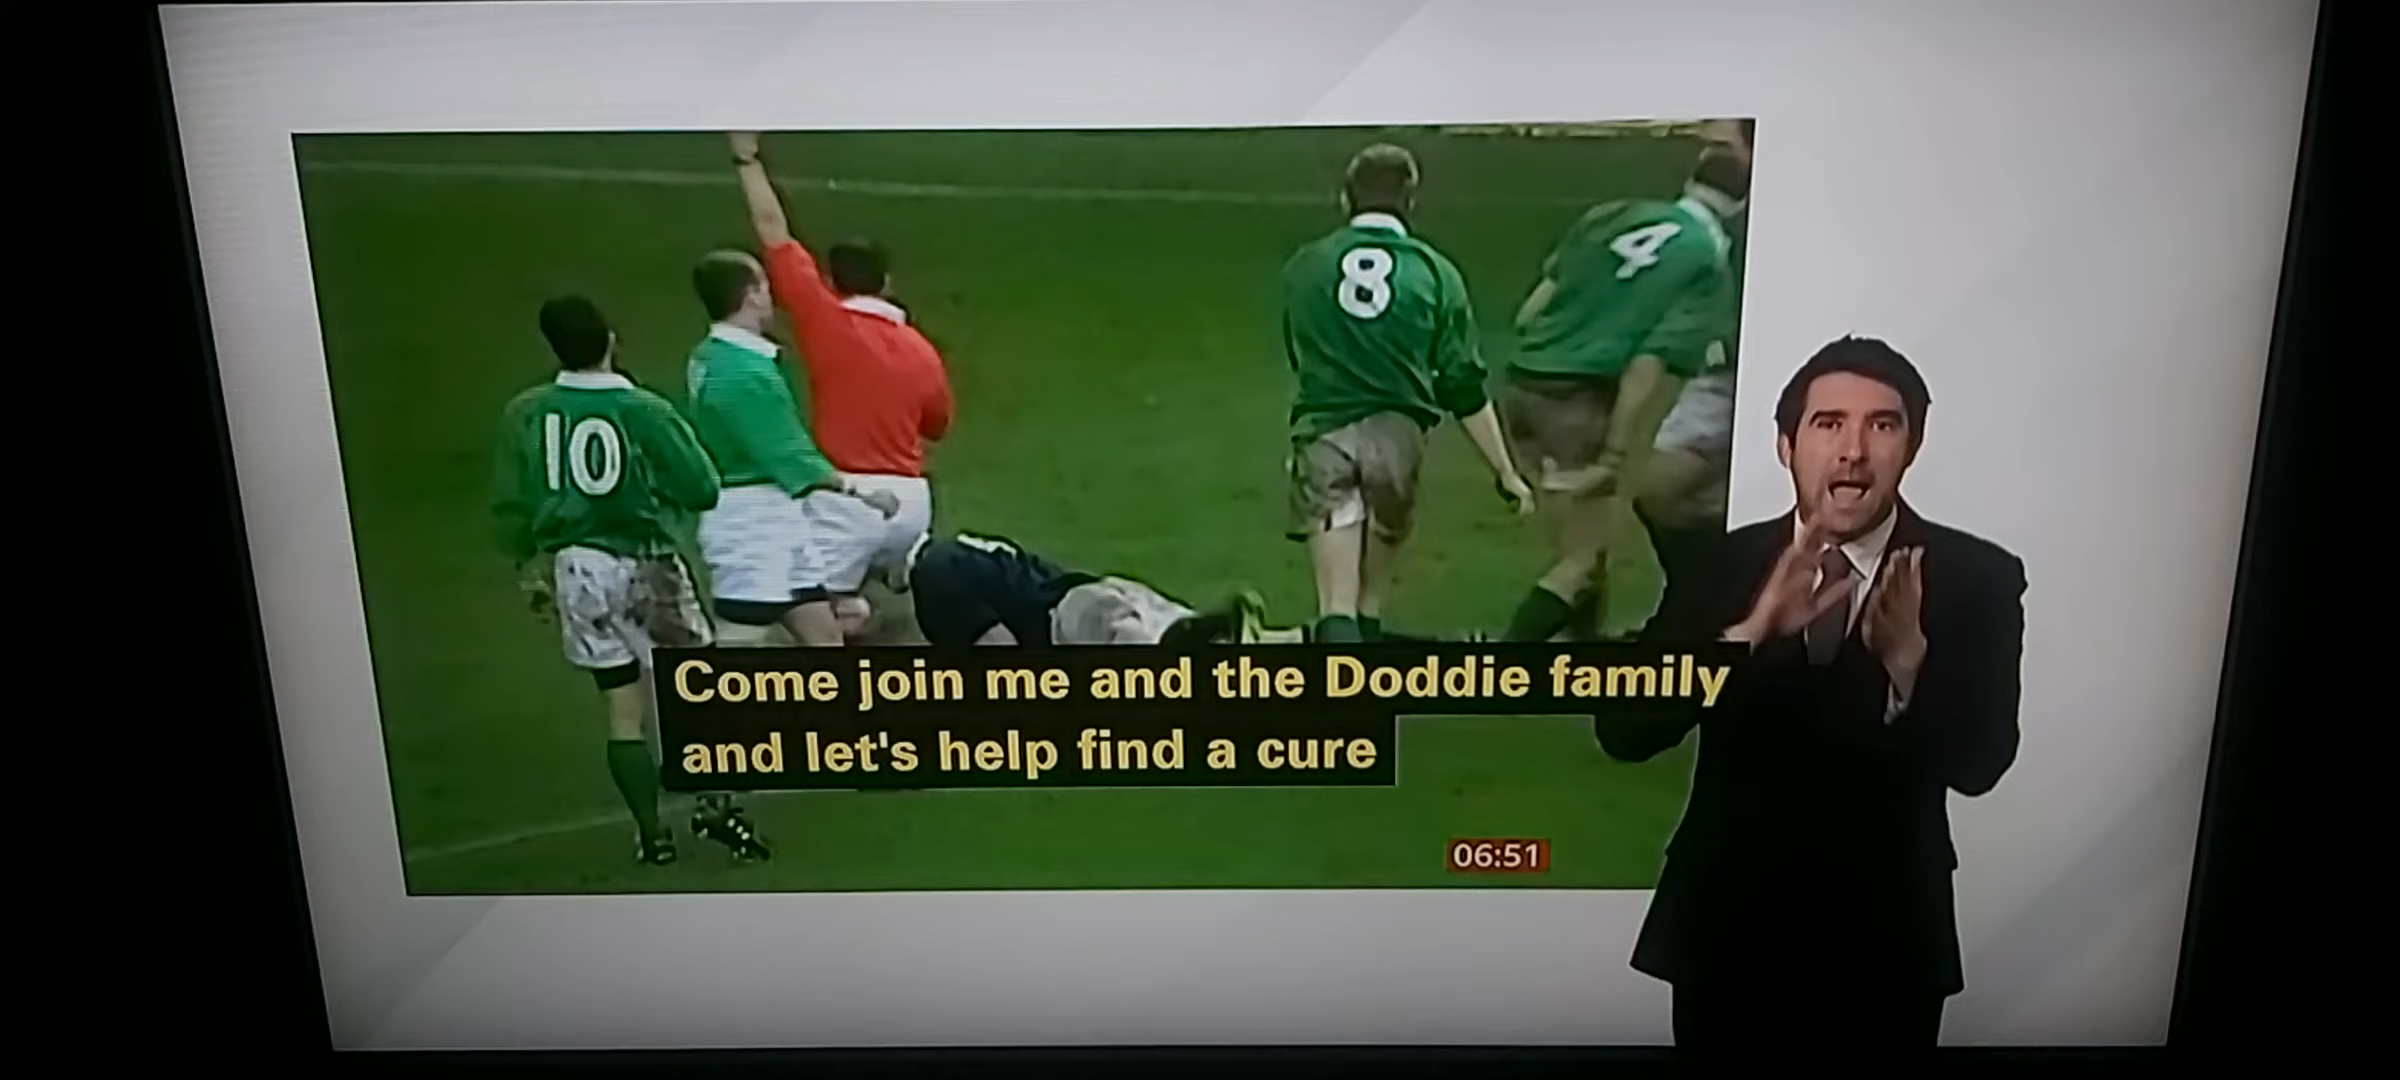 10
8
4
Come join me and the Doddie family
and let's help find a cure
06:51